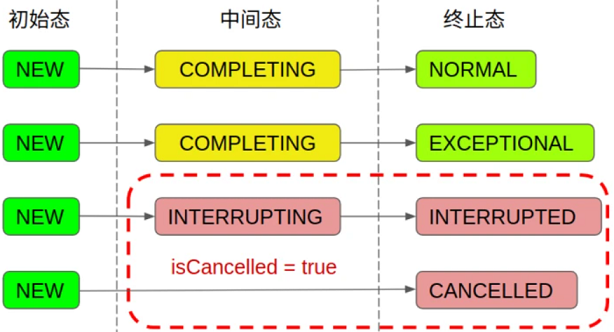 初始态 中间态 终止态
NEW COMPLETING NORMAL
NEW COMPLETING EXCEPTIONAL
NEW INTERRUPTING INTERRUPTED
isCancelled = true
NEW CANCELLED